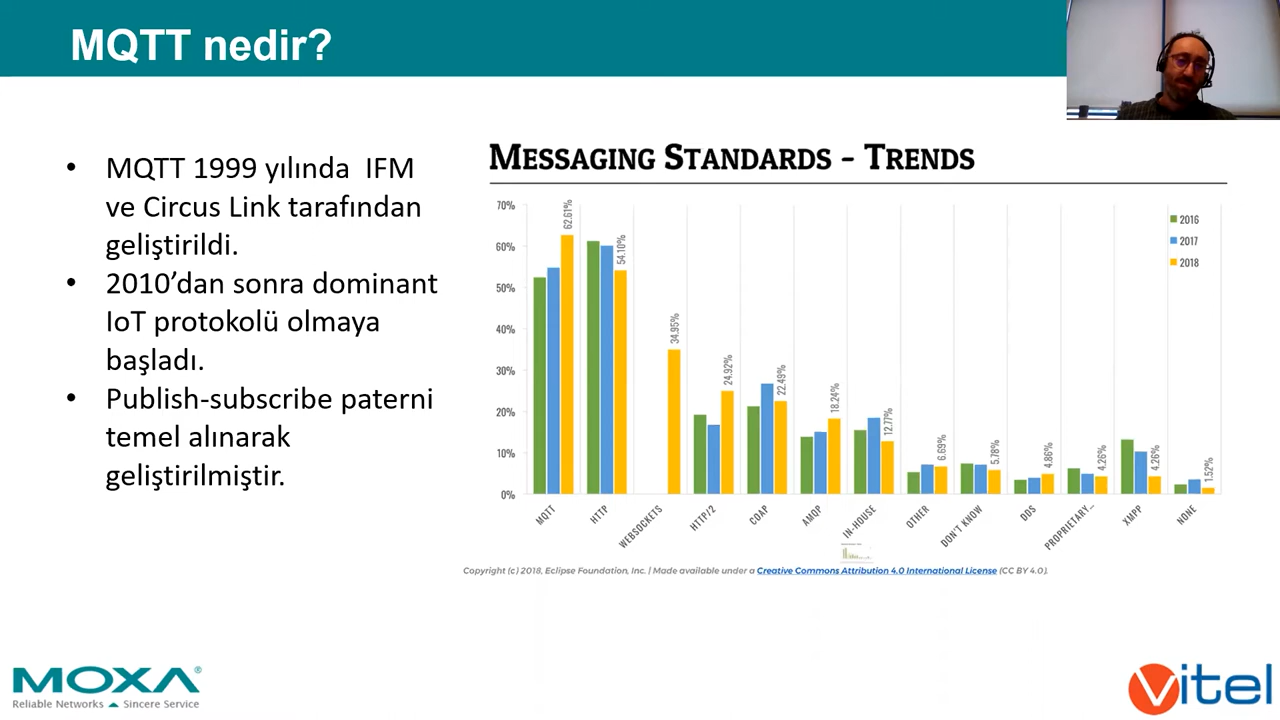 MQTT nedir?
• MQTT 1999 yılında  IFM
ve Circus Link tarafından
geliştirildi.
• 2010’dan sonra dominant
IoT protokolü olmaya
başladı.
• Publish-subscribe paterni
temel alınarak
geliştirilmiştir.
MESSAGING STANDARDS - TRENDS
70%
60%
50%
40%
30%
20%
10%
0%
62.61%
54.10%
34.95%
24.92%
22.49%
18.24%
12.77%
6.69%
5.78%
4.86%
4.26%
4.26%
1.52%
2016
2017
2018
MQTT
HTTP
WEBSOCKETS
HTTP/2
COAP
AMQP
IN-HOUSE
OTHER
DON'T KNOW
DDS
PROPRIETARY...
XMPP
NONE
Copyright (c) 2018, Eclipse Foundation, Inc. | Made available under a Creative Commons Attribution 4.0 International License (CC BY 4.0).
MOXA®
Reliable Networks ▲ Sincere Service
Vitel